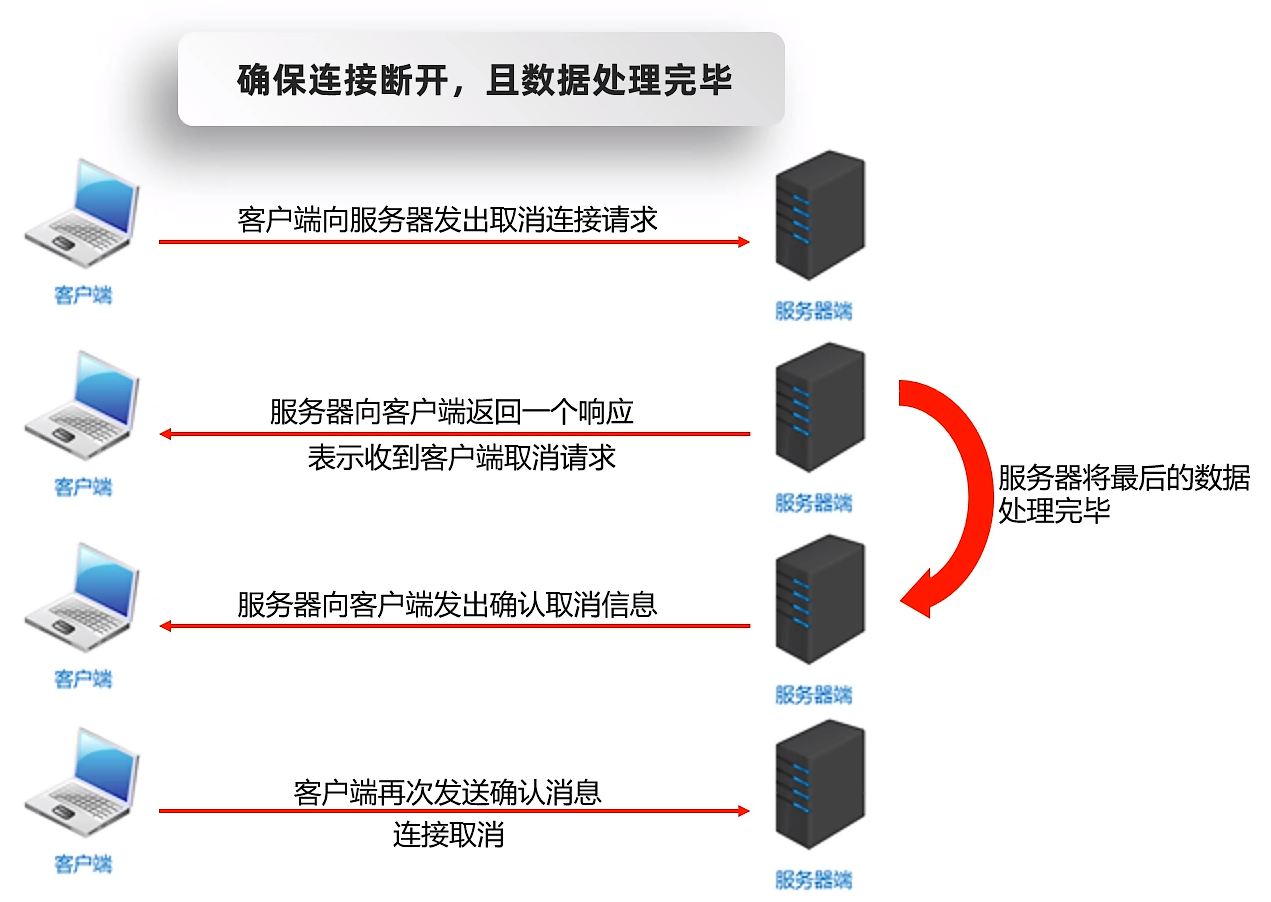 确保连接断开，且数据处理完毕
客户端向服务器发出取消连接请求
客户端
服务器端
服务器向客户端返回一个响应
表示收到客户端取消请求
客户端
服务器端
服务器将最后的数据
处理完毕
服务器向客户端发出确认取消信息
客户端
服务器端
客户端再次发送确认消息
连接取消
客户端
服务器端